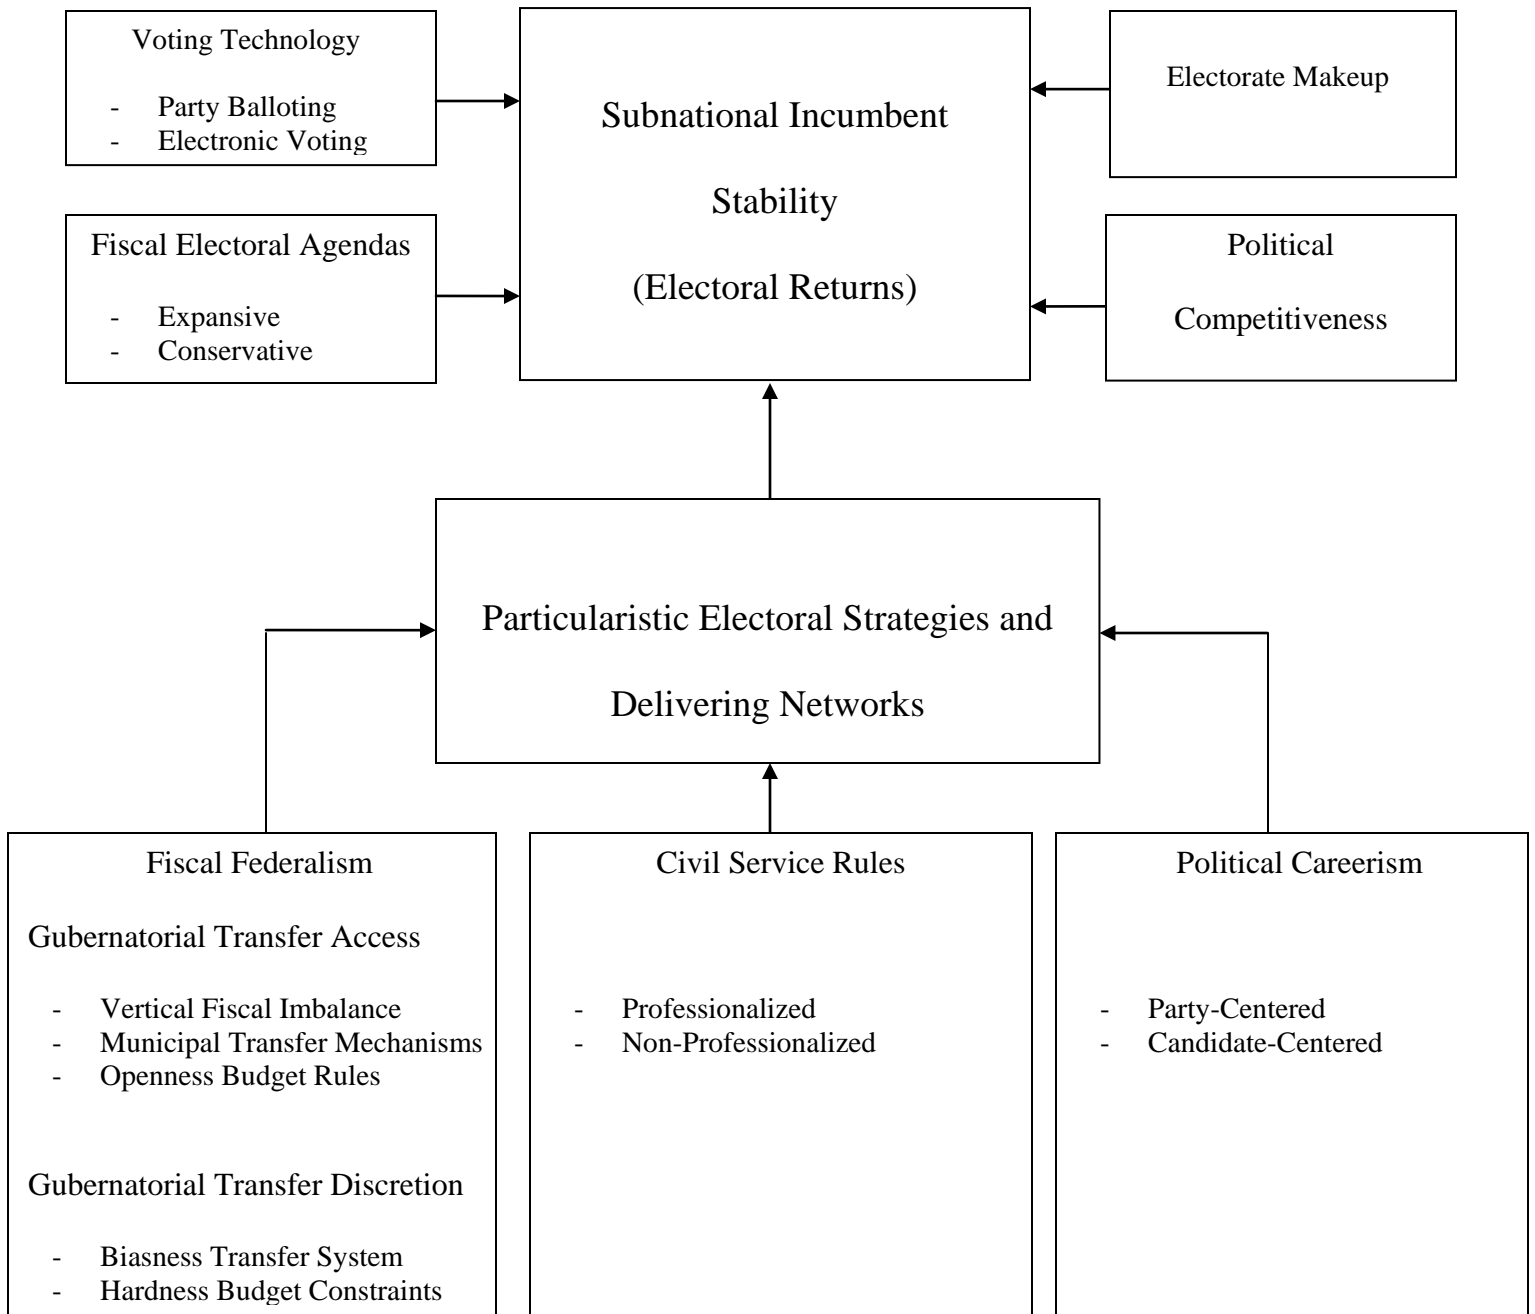 Voting Technology
- Party Balloting
- Electronic Voting
Fiscal Electoral Agendas
- Expansive
- Conservative
Subnational Incumbent
Stability
(Electoral Returns)
Electorate Makeup
Political
Competitiveness
Particularistic Electoral Strategies and
Delivering Networks
Fiscal Federalism
Gubernatorial Transfer Access
- Vertical Fiscal Imbalance
- Municipal Transfer Mechanisms
- Openness Budget Rules
Gubernatorial Transfer Discretion
- Biasness Transfer System
- Hardness Budget Constraints
Civil Service Rules
- Professionalized
- Non-Professionalized
Political Careerism
- Party-Centered
- Candidate-Centered